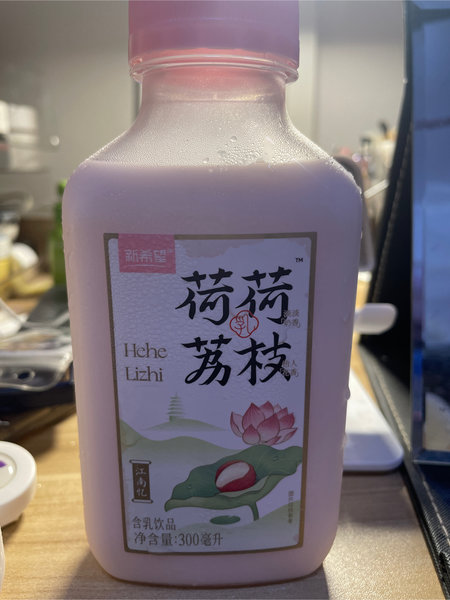 新希望
荷荷
荔枝
TM
Hehe
Lizhi
江南忆
含乳饮品
净含量:300毫升